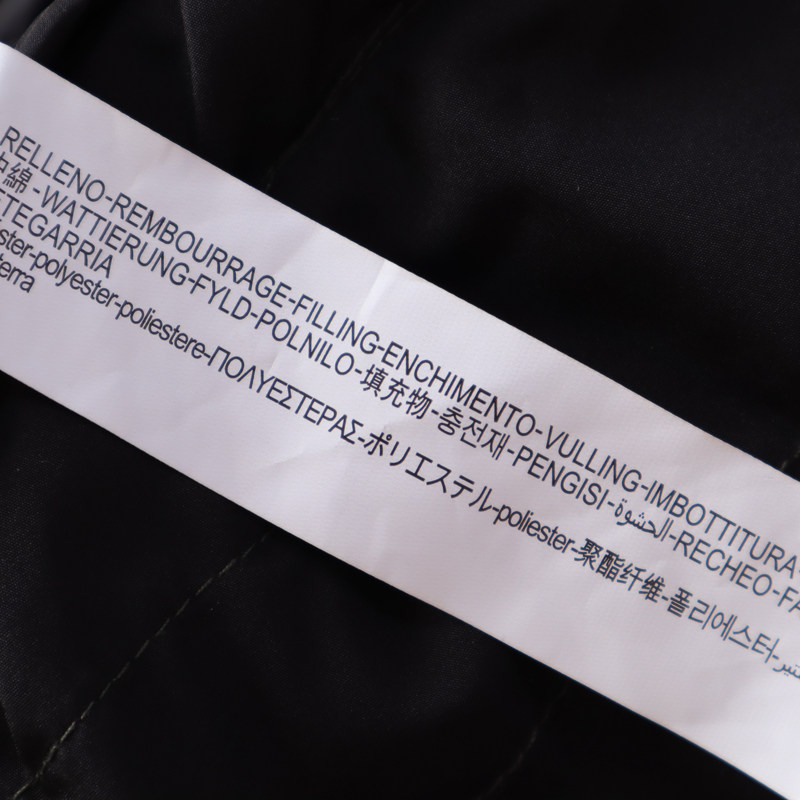 RELLENO-REMBOURRAGE-FILLING-ENCHIMENTO-VULLING-IMBOTTITURA-
中綿-WATTIERUNG-FYLD-POLNILO-填充物-충전재-PENGISI-الحشوة-RECHEO-FA
TEGARRIA
ster-polyester-poliestere-ΠΟΛΥΕΣΤΕΡΑΣ-ポリエステル-poliester-聚酯纤维-폴리에스터-
terra